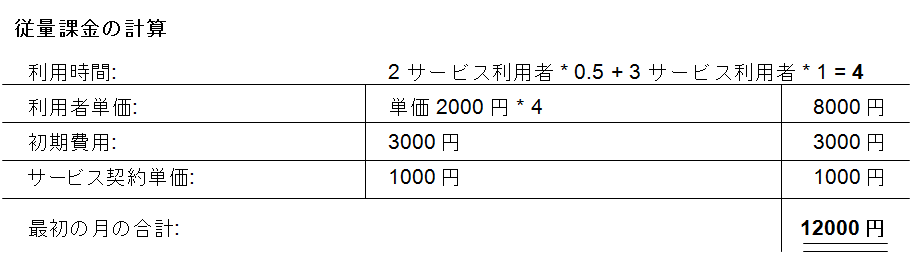 従量課金の計算
利用時間: 2 サービス利用者 * 0.5 + 3 サービス利用者 * 1 = 4
利用者単価: 単価 2000 円 * 4 8000 円
初期費用: 3000 円 3000 円
サービス契約単価: 1000 円 1000 円
最初の月の合計: 12000 円